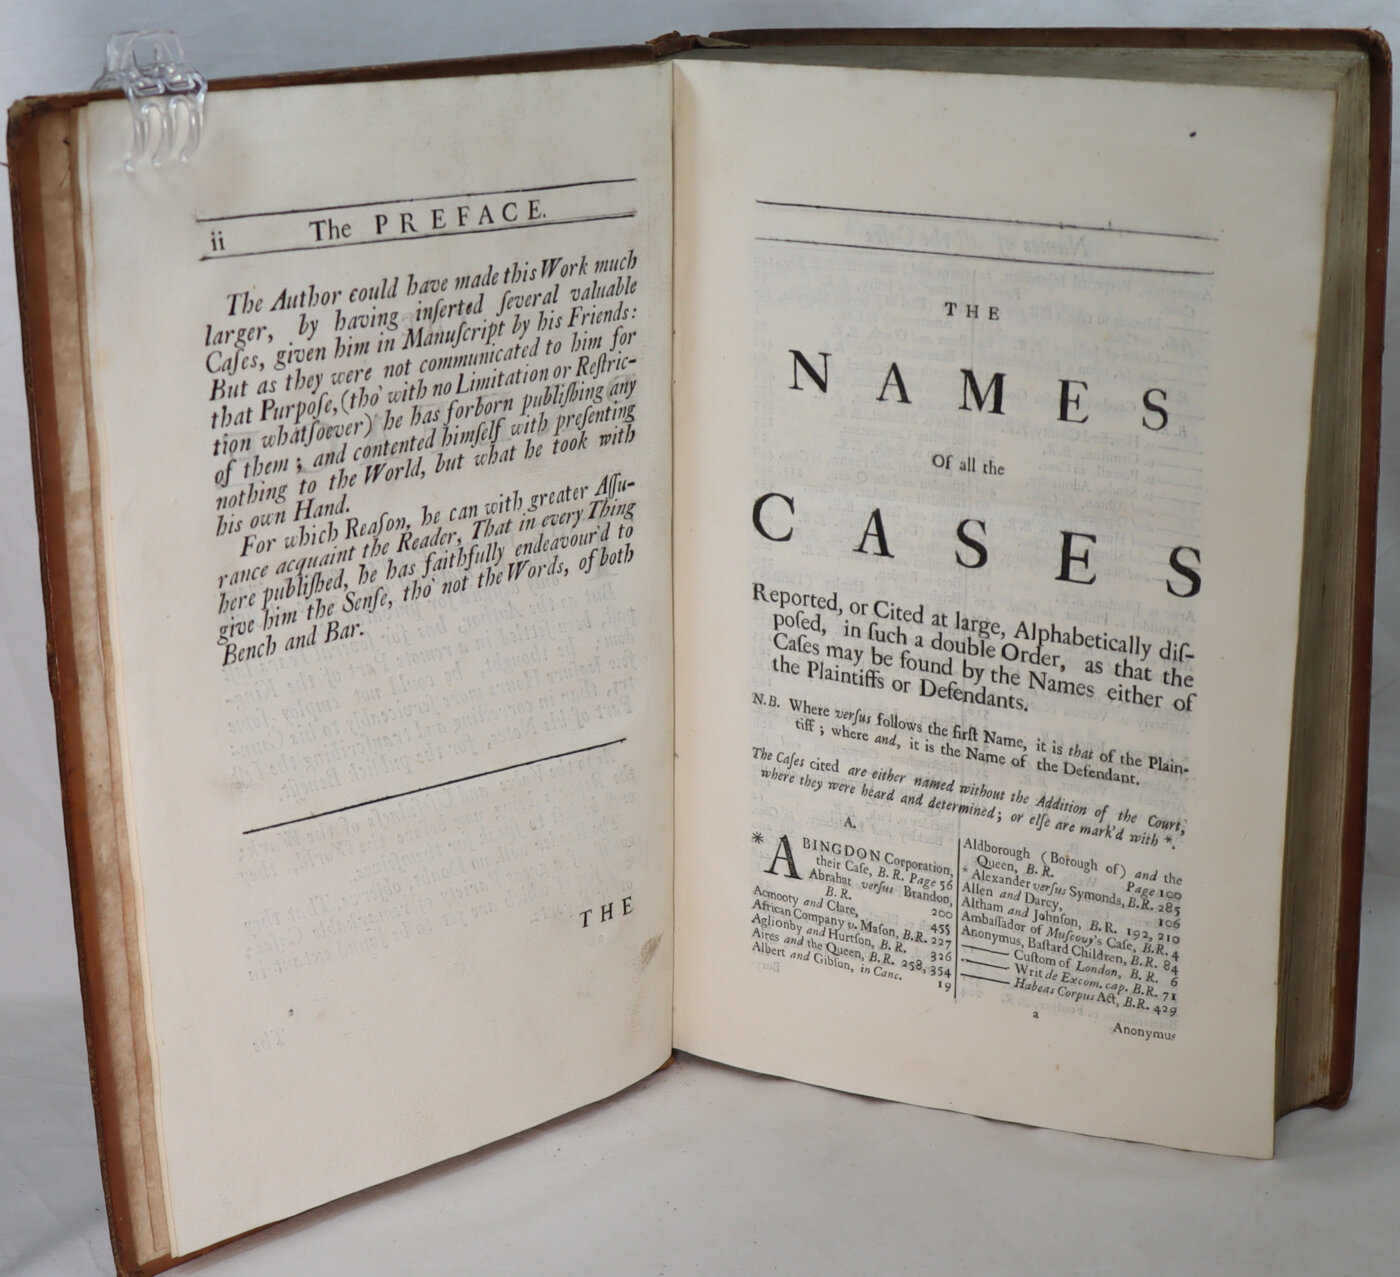 ii The PREFACE.
The Author could have made this Work much
larger, by having inſerted ſeveral valuable
Caſes, given him in Manuſcript by his Friends:
But as they were not communicated to him for
that Purpoſe, (tho' with no Limitation or Reſtric-
tion whatſoever) he has forborn publiſhing any
of them; and contented himſelf with preſenting
nothing to the World, but what he took with
his own Hand.
For which Reaſon, he can with greater Aſſu-
rance acquaint the Reader, That in every Thing
here publiſhed, he has faithfully endeavour'd to
give him the Senſe, tho' not the Words, of both
Bench and Bar.
THE
THE
NAMES
Of all the
CASES
Reported, or Cited at large, Alphabetically diſ-
poſed, in ſuch a double Order, as that the
Caſes may be found by the Names either of
the Plaintiffs or Defendants.
N.B. Where verſus follows the firſt Name, it is that of the Plain-
tiff; where and, it is the Name of the Defendant.
The Caſes cited are either named without the Addition of the Court,
where they were heard and determined; or elſe are mark'd with *.
A.
* ABINGDON Corporation,
their Caſe, B. R. Page 56
Abrahat verſus Brandon,
B. R. 200
Acmooty and Clare, 455
African Company v. Maſon, B. R. 227
Aglionby and Hurtſon, B. R. 326
Aires and the Queen, B. R. 258, 354
Albert and Gibſon, in Canc. 19
Aldborough (Borough of) and the
Queen, B. R. Page 100
* Alexander verſus Symonds, B. R. 285
Allen and Darcy, 106
Altham and Johnſon, B. R. 192, 210
Ambaſſador of Muſcovy's Caſe, B. R. 4
Anonymus, Baſtard Children, B. R. 84
—— Cuſtom of London, B. R. 6
—— Writ de Excom. cap. B. R. 71
—— Habeas Corpus Act, B. R. 429
a
Anonymus